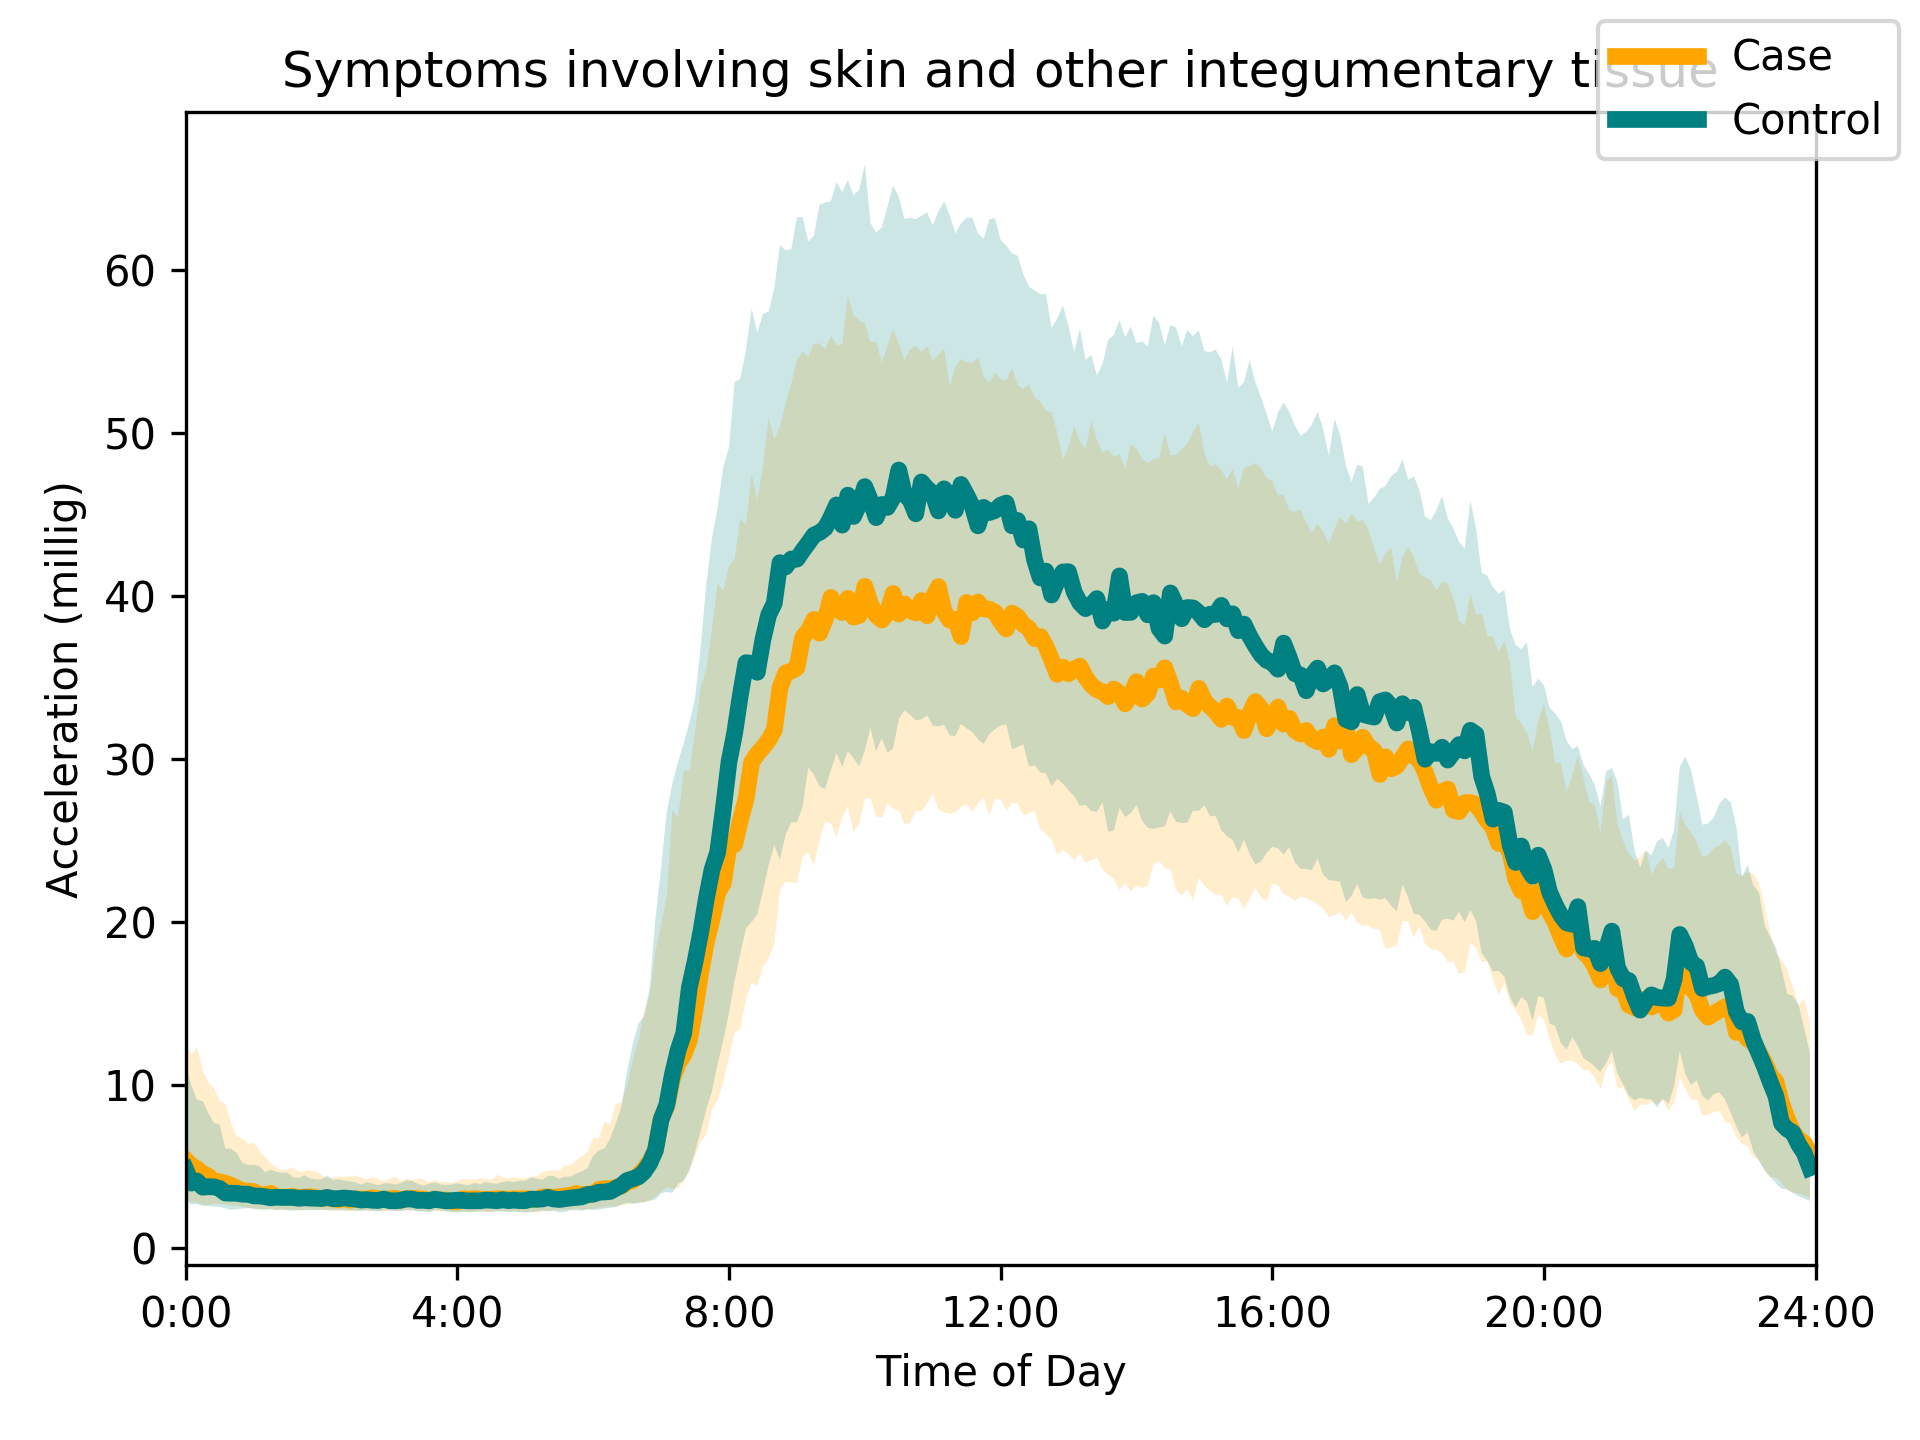 Symptoms involving skin and other integumentary tissue
Case
Control
Acceleration (millig)
60
50
40
30
20
10
0
0:00 4:00 8:00 12:00 16:00 20:00 24:00
Time of Day